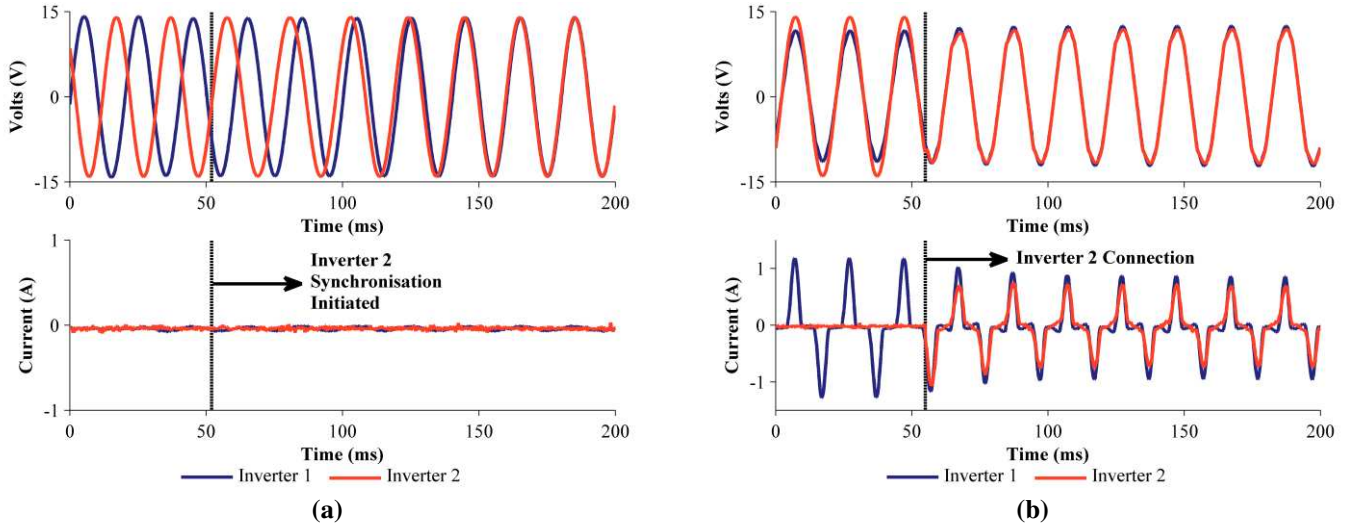 15
0
-15
Volts (V)
0 50 100 150 200
Time (ms)
1
0
-1
Current (A)
Inverter 2
Synchronisation
Initiated
0 50 100 150 200
Time (ms)
Inverter 1 Inverter 2
(a)
15
0
-15
Volts (V)
0 50 100 150 200
Time (ms)
1
0
-1
Current (A)
Inverter 2 Connection
0 50 100 150 200
Time (ms)
Inverter 1 Inverter 2
(b)